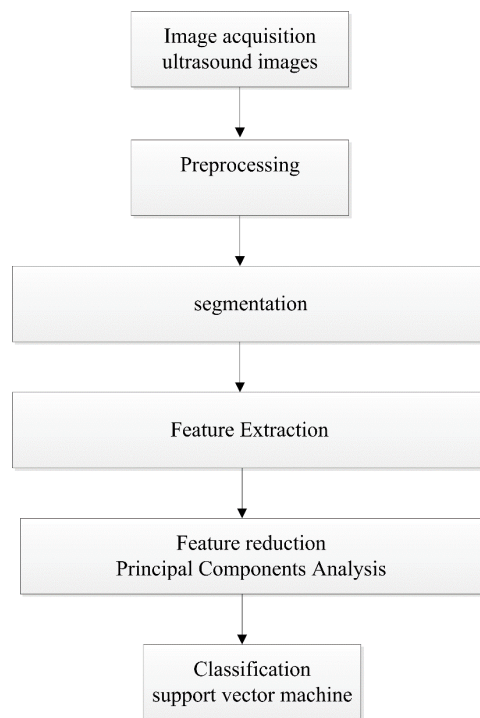 Image acquisition
ultrasound images
Preprocessing
segmentation
Feature Extraction
Feature reduction
Principal Components Analysis
Classification
support vector machine